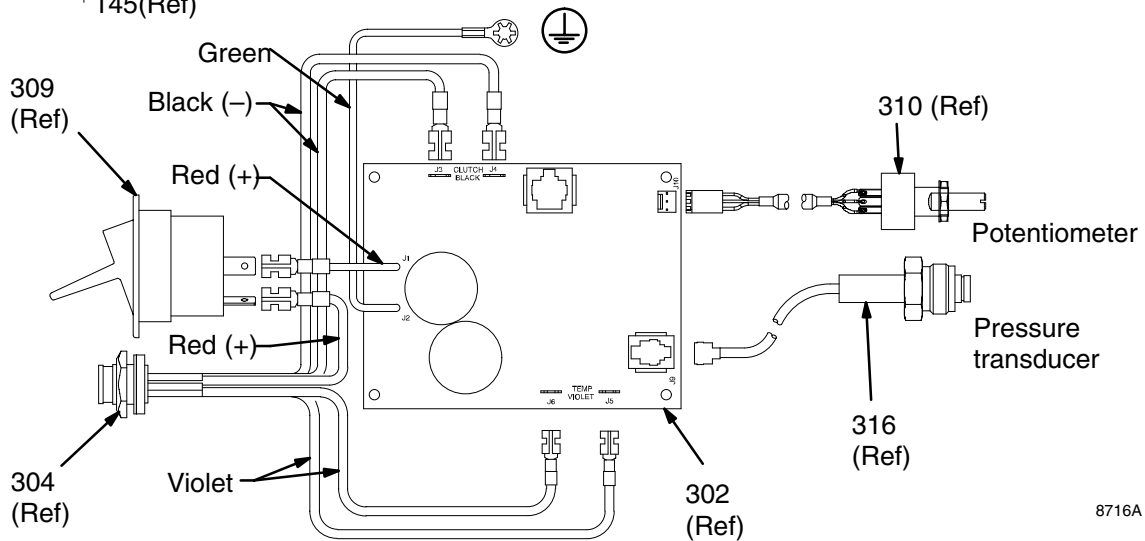 145(Ref)
Green
309
(Ref)
Black (–)
310 (Ref)
J3
CLUTCH
BLACK
J4
J10
Red (+)
Potentiometer
J1
J2
Pressure
transducer
Red (+)
J9
TEMP
VIOLET
J6
J5
316
(Ref)
304
(Ref)
Violet
302
(Ref)
8716A